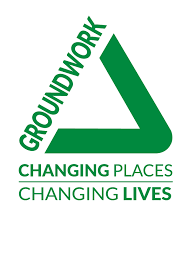 GROUNDWORK
CHANGING PLACES
CHANGING LIVES